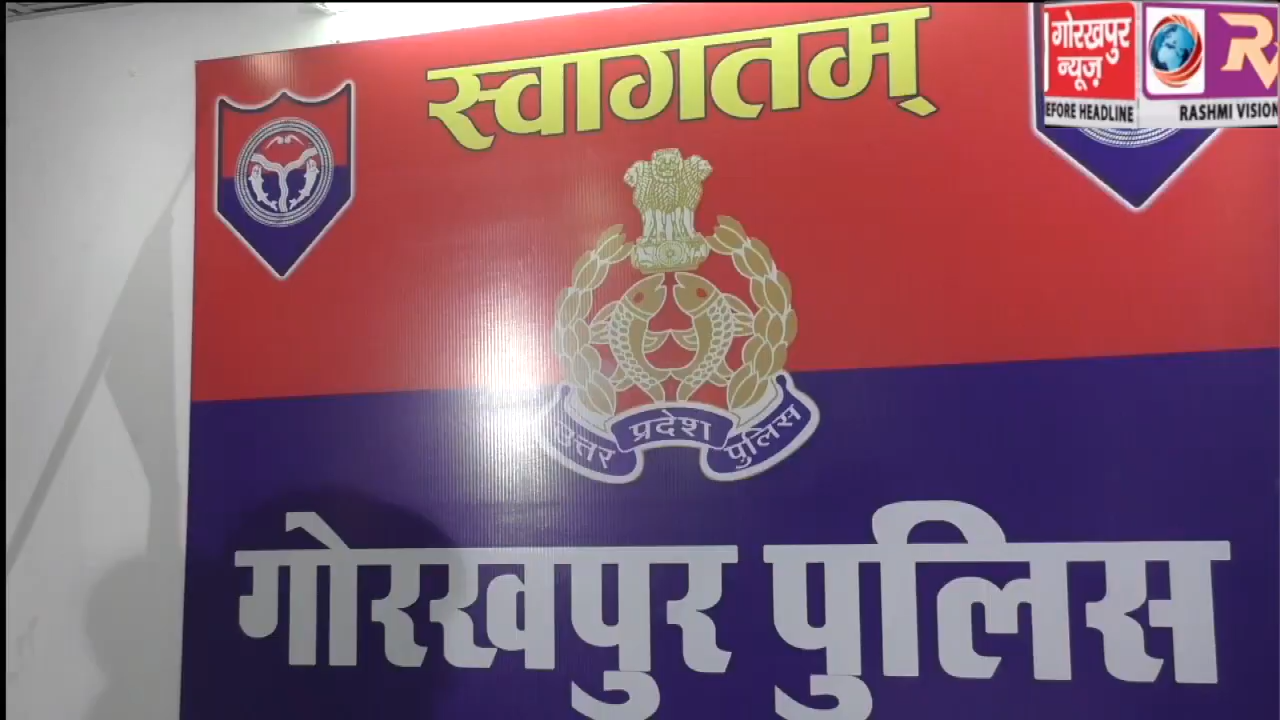 स्वागतम्
गोरखपुर
न्यूज़
EFORE HEADLINE
RASHMI VISION
उत्तर प्रदेश पुलिस
गोरखपुर पुलिस